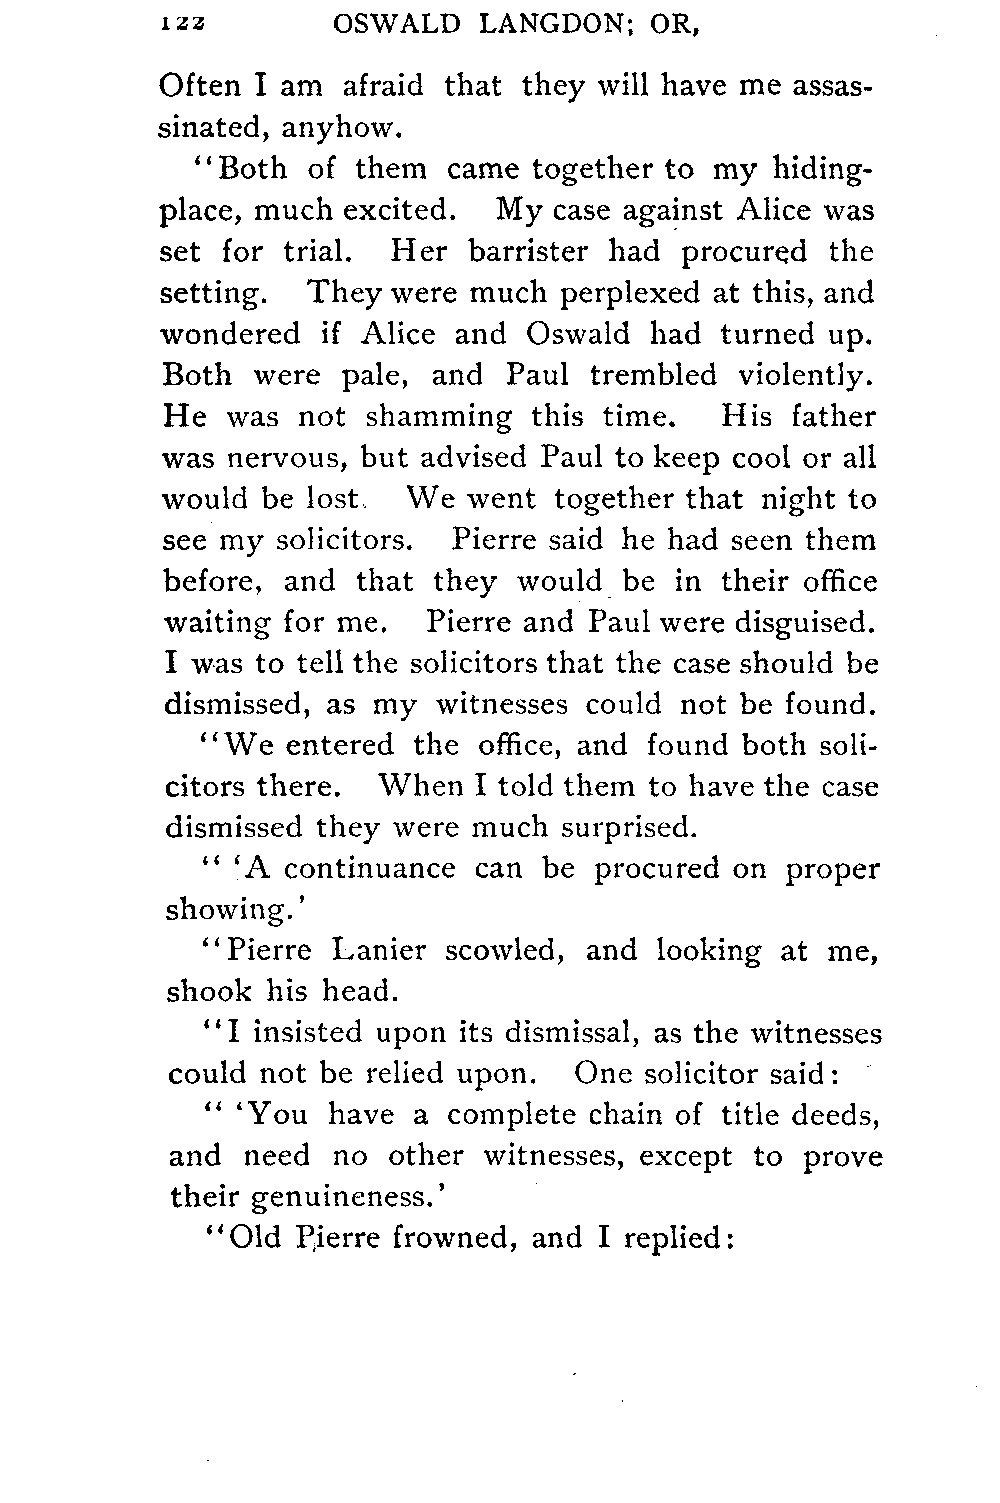 122 OSWALD LANGDON; OR,
Often I am afraid that they will have me assas-
sinated, anyhow.
"Both of them came together to my hiding-
place, much excited. My case against Alice was
set for trial. Her barrister had procured the
setting. They were much perplexed at this, and
wondered if Alice and Oswald had turned up.
Both were pale, and Paul trembled violently.
He was not shamming this time. His father
was nervous, but advised Paul to keep cool or all
would be lost. We went together that night to
see my solicitors. Pierre said he had seen them
before, and that they would be in their office
waiting for me. Pierre and Paul were disguised.
I was to tell the solicitors that the case should be
dismissed, as my witnesses could not be found.
"We entered the office, and found both soli-
citors there. When I told them to have the case
dismissed they were much surprised.
" 'A continuance can be procured on proper
showing.'
"Pierre Lanier scowled, and looking at me,
shook his head.
"I insisted upon its dismissal, as the witnesses
could not be relied upon. One solicitor said:
" 'You have a complete chain of title deeds,
and need no other witnesses, except to prove
their genuineness.'
"Old Pierre frowned, and I replied: